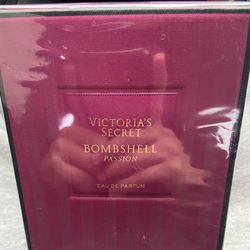 VICTORIA'S
SECRET
BOMBSHELL
PASSION
EAU DE PARFUM